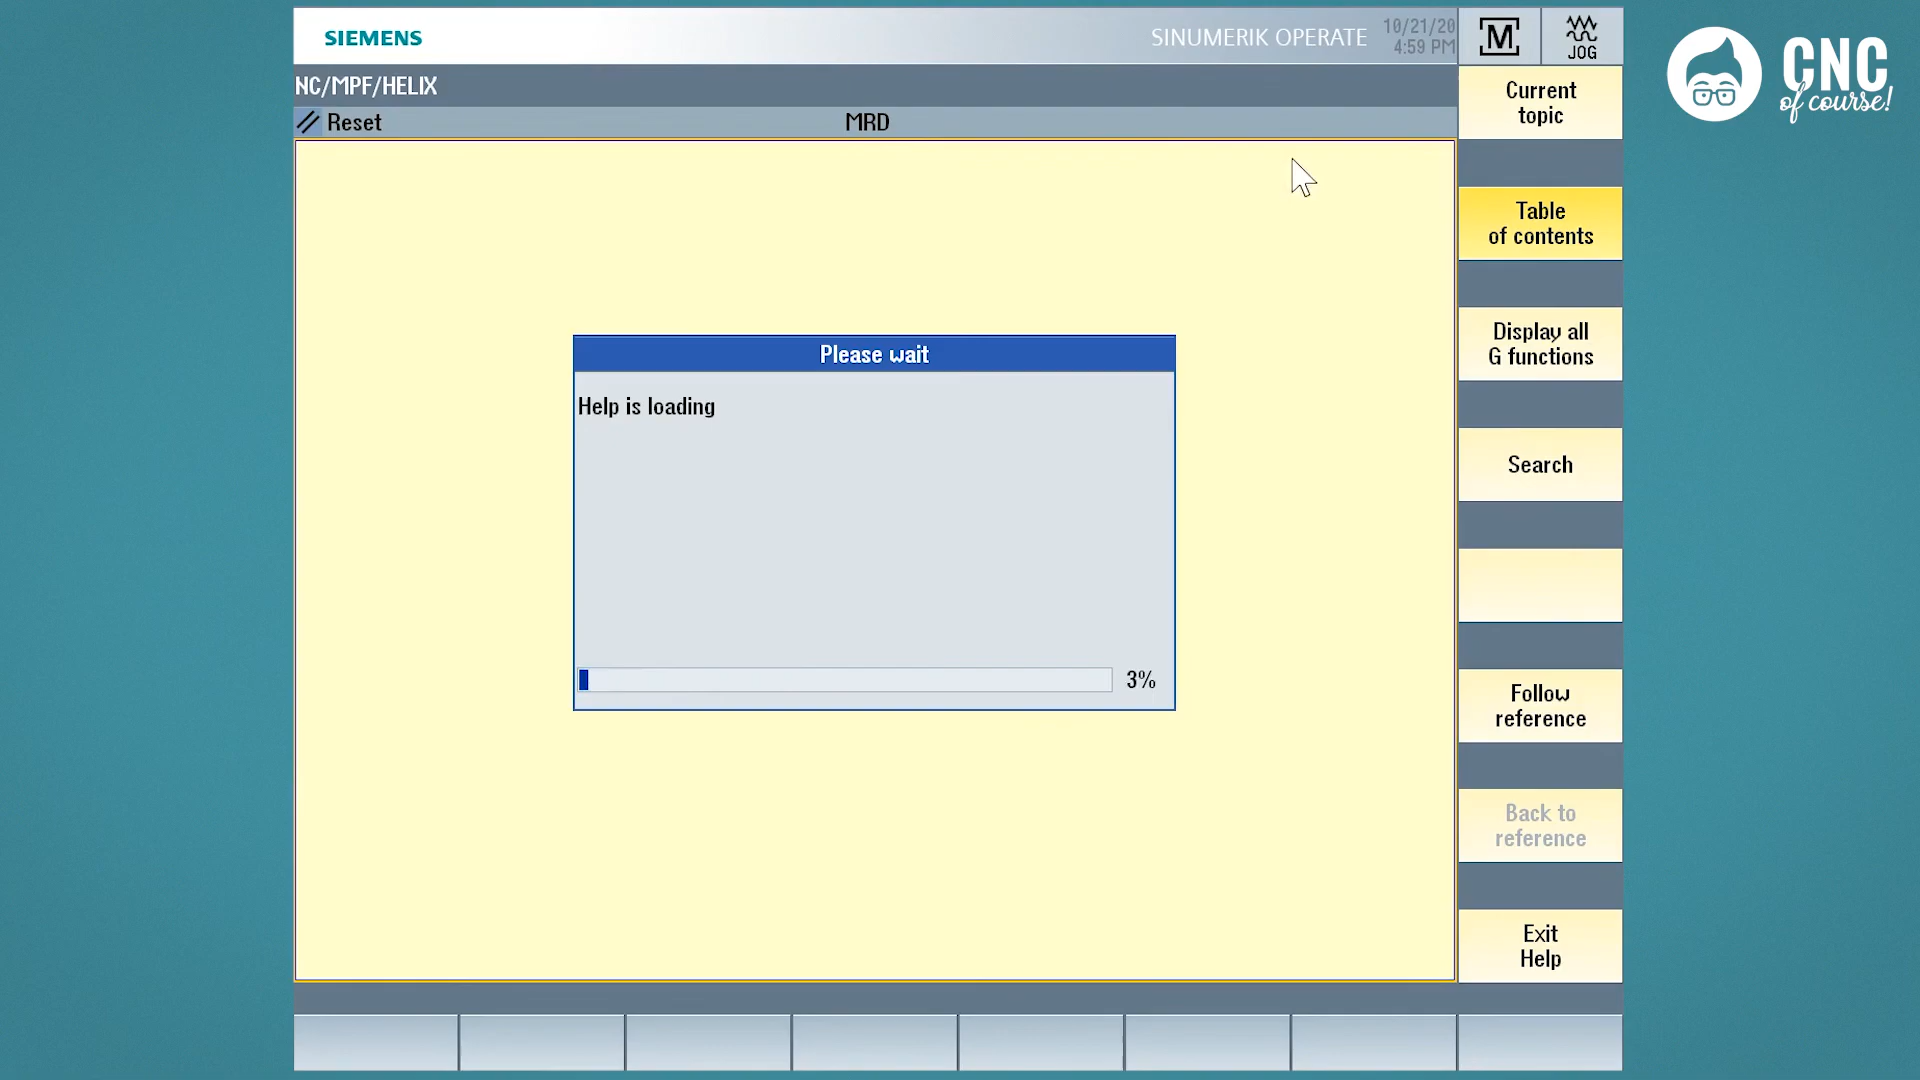 SIEMENS
SINUMERIK OPERATE
10/21/20
4:59 PM
M
JOG
CNC
of course!
NC/MPF/HELIX
Reset
MRD
Current
topic
Table
of contents
Display all
G functions
Search
Follow
reference
Back to
reference
Exit
Help
Please wait
Help is loading
3%